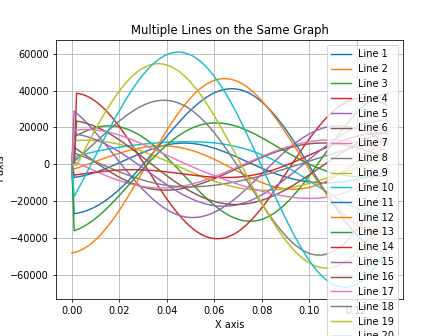 Multiple Lines on the Same Graph
60000
40000
20000
0
−20000
−40000
−60000
0.00
0.02
0.04
0.06
0.08
0.10
X axis
Line 1
Line 2
Line 3
Line 4
Line 5
Line 6
Line 7
Line 8
Line 9
Line 10
Line 11
Line 12
Line 13
Line 14
Line 15
Line 16
Line 17
Line 18
Line 19
Line 20